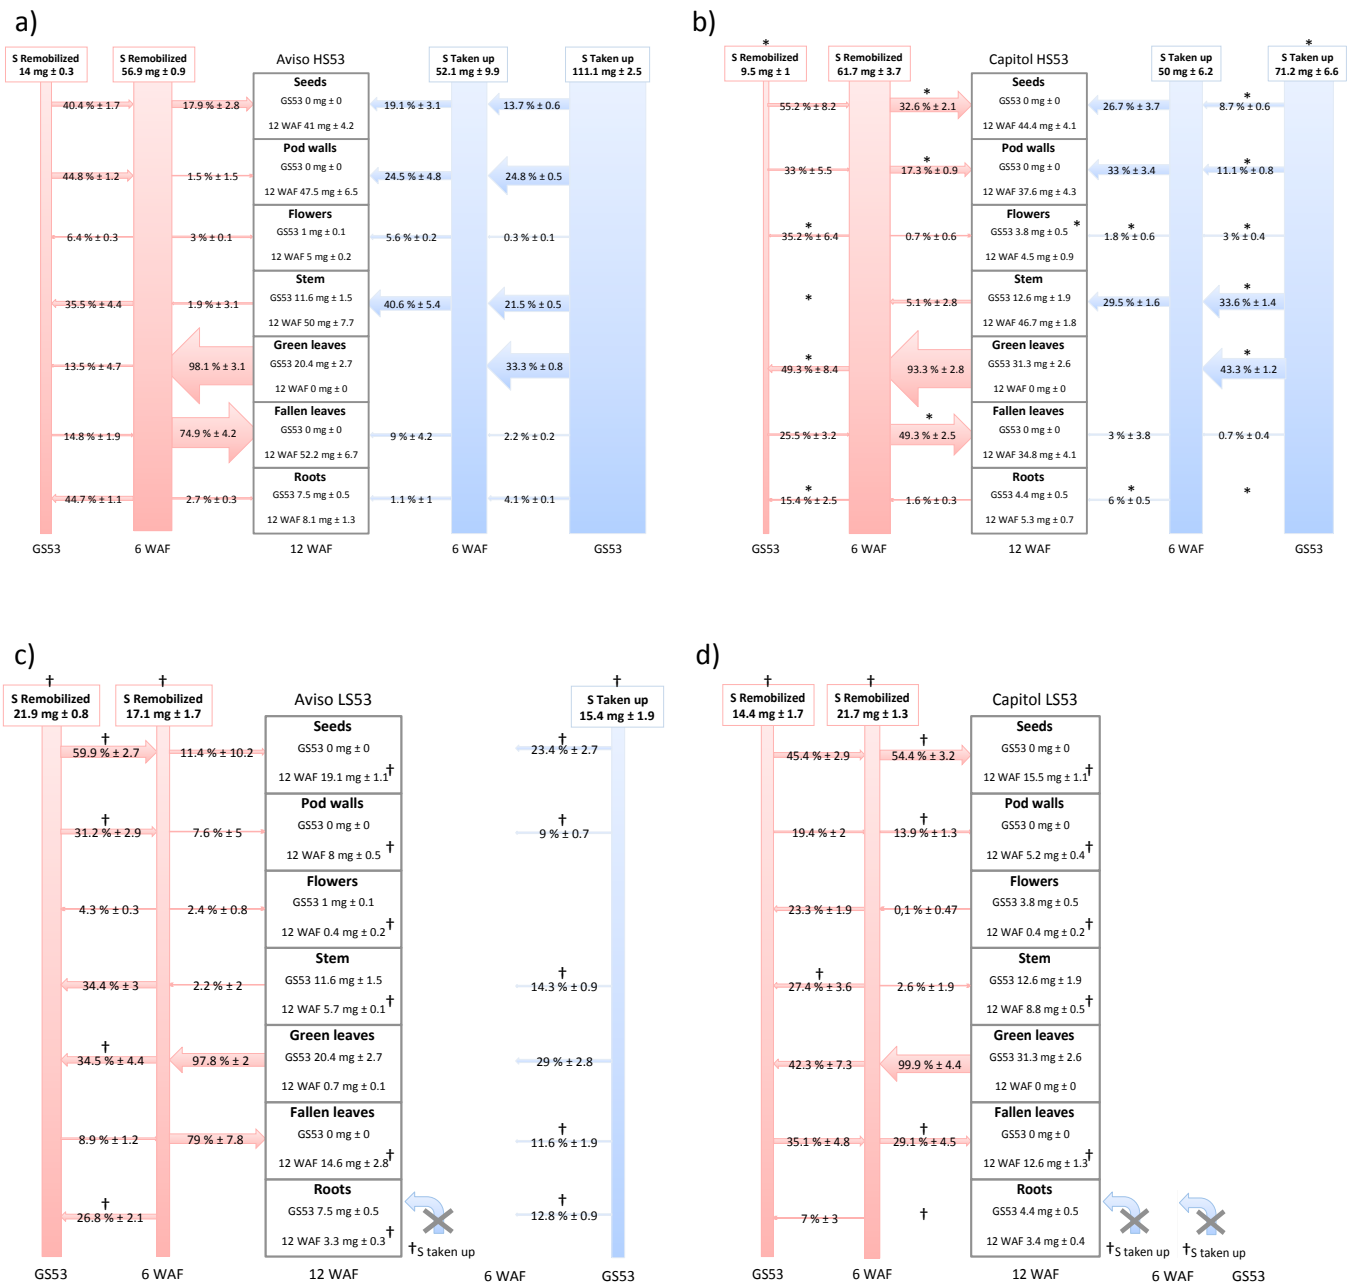 a)
S Remobilized
14 mg ± 0.3
S Remobilized
56.9 mg ± 0.9
Aviso HS53
S Taken up
52.1 mg ± 9.9
S Taken up
111.1 mg ± 2.5
40.4 % ± 1.7
17.9 % ± 2.8
Seeds
GS53 0 mg ± 0
12 WAF 41 mg ± 4.2
19.1 % ± 3.1
13.7 % ± 0.6
44.8 % ± 1.2
1.5 % ± 1.5
Pod walls
GS53 0 mg ± 0
12 WAF 47.5 mg ± 6.5
24.5 % ± 4.8
24.8 % ± 0.5
6.4 % ± 0.3
3 % ± 0.1
Flowers
GS53 1 mg ± 0.1
12 WAF 5 mg ± 0.2
5.6 % ± 0.2
0.3 % ± 0.1
35.5 % ± 4.4
1.9 % ± 3.1
Stem
GS53 11.6 mg ± 1.5
12 WAF 50 mg ± 7.7
40.6 % ± 5.4
21.5 % ± 0.5
13.5 % ± 4.7
98.1 % ± 3.1
Green leaves
GS53 20.4 mg ± 2.7
12 WAF 0 mg ± 0
33.3 % ± 0.8
14.8 % ± 1.9
74.9 % ± 4.2
Fallen leaves
GS53 0 mg ± 0
12 WAF 52.2 mg ± 6.7
9 % ± 4.2
2.2 % ± 0.2
44.7 % ± 1.1
2.7 % ± 0.3
Roots
GS53 7.5 mg ± 0.5
12 WAF 8.1 mg ± 1.3
1.1 % ± 1
4.1 % ± 0.1
GS53
6 WAF
12 WAF
6 WAF
GS53
b)
*
S Remobilized
9.5 mg ± 1
S Remobilized
61.7 mg ± 3.7
Capitol HS53
S Taken up
50 mg ± 6.2
*
S Taken up
71.2 mg ± 6.6
55.2 % ± 8.2
*
32.6 % ± 2.1
Seeds
GS53 0 mg ± 0
12 WAF 44.4 mg ± 4.1
26.7 % ± 3.7
*
8.7 % ± 0.6
33 % ± 5.5
*
17.3 % ± 0.9
Pod walls
GS53 0 mg ± 0
12 WAF 37.6 mg ± 4.3
33 % ± 3.4
*
11.1 % ± 0.8
*
35.2 % ± 6.4
0.7 % ± 0.6
Flowers
GS53 3.8 mg ± 0.5 *
12 WAF 4.5 mg ± 0.9
*
1.8 % ± 0.6
*
3 % ± 0.4
*
5.1 % ± 2.8
Stem
GS53 12.6 mg ± 1.9
12 WAF 46.7 mg ± 1.8
29.5 % ± 1.6
*
33.6 % ± 1.4
*
49.3 % ± 8.4
93.3 % ± 2.8
Green leaves
GS53 31.3 mg ± 2.6
12 WAF 0 mg ± 0
*
43.3 % ± 1.2
25.5 % ± 3.2
*
49.3 % ± 2.5
Fallen leaves
GS53 0 mg ± 0
12 WAF 34.8 mg ± 4.1
3 % ± 3.8
0.7 % ± 0.4
*
15.4 % ± 2.5
1.6 % ± 0.3
Roots
GS53 4.4 mg ± 0.5
12 WAF 5.3 mg ± 0.7
*
6 % ± 0.5
*
GS53
6 WAF
12 WAF
6 WAF
GS53
c)
†
S Remobilized
21.9 mg ± 0.8
†
S Remobilized
17.1 mg ± 1.7
Aviso LS53
†
S Taken up
15.4 mg ± 1.9
†
59.9 % ± 2.7
11.4 % ± 10.2
Seeds
GS53 0 mg ± 0
12 WAF 19.1 mg ± 1.1†
†
23.4 % ± 2.7
†
31.2 % ± 2.9
7.6 % ± 5
Pod walls
GS53 0 mg ± 0
12 WAF 8 mg ± 0.5 †
†
9 % ± 0.7
4.3 % ± 0.3
2.4 % ± 0.8
Flowers
GS53 1 mg ± 0.1
12 WAF 0.4 mg ± 0.2†
34.4 % ± 3
2.2 % ± 2
Stem
GS53 11.6 mg ± 1.5
12 WAF 5.7 mg ± 0.1†
†
14.3 % ± 0.9
†
34.5 % ± 4.4
97.8 % ± 2
Green leaves
GS53 20.4 mg ± 2.7
12 WAF 0.7 mg ± 0.1
29 % ± 2.8
8.9 % ± 1.2
79 % ± 7.8
Fallen leaves
GS53 0 mg ± 0
12 WAF 14.6 mg ± 2.8†
†
11.6 % ± 1.9
†
26.8 % ± 2.1
Roots
GS53 7.5 mg ± 0.5
12 WAF 3.3 mg ± 0.3†
†S taken up
†
12.8 % ± 0.9
GS53
6 WAF
12 WAF
6 WAF
GS53
d)
†
S Remobilized
14.4 mg ± 1.7
†
S Remobilized
21.7 mg ± 1.3
Capitol LS53
45.4 % ± 2.9
†
54.4 % ± 3.2
Seeds
GS53 0 mg ± 0
12 WAF 15.5 mg ± 1.1†
19.4 % ± 2
†
13.9 % ± 1.3
Pod walls
GS53 0 mg ± 0
12 WAF 5.2 mg ± 0.4†
23.3 % ± 1.9
0,1 % ± 0.47
Flowers
GS53 3.8 mg ± 0.5
12 WAF 0.4 mg ± 0.2†
†
27.4 % ± 3.6
2.6 % ± 1.9
Stem
GS53 12.6 mg ± 1.9
12 WAF 8.8 mg ± 0.5†
42.3 % ± 7.3
99.9 % ± 4.4
Green leaves
GS53 31.3 mg ± 2.6
12 WAF 0 mg ± 0
35.1 % ± 4.8
†
29.1 % ± 4.5
Fallen leaves
GS53 0 mg ± 0
12 WAF 12.6 mg ± 1.3†
7 % ± 3
†
Roots
GS53 4.4 mg ± 0.5
12 WAF 3.4 mg ± 0.4
†S taken up
†S taken up
GS53
6 WAF
12 WAF
6 WAF
GS53